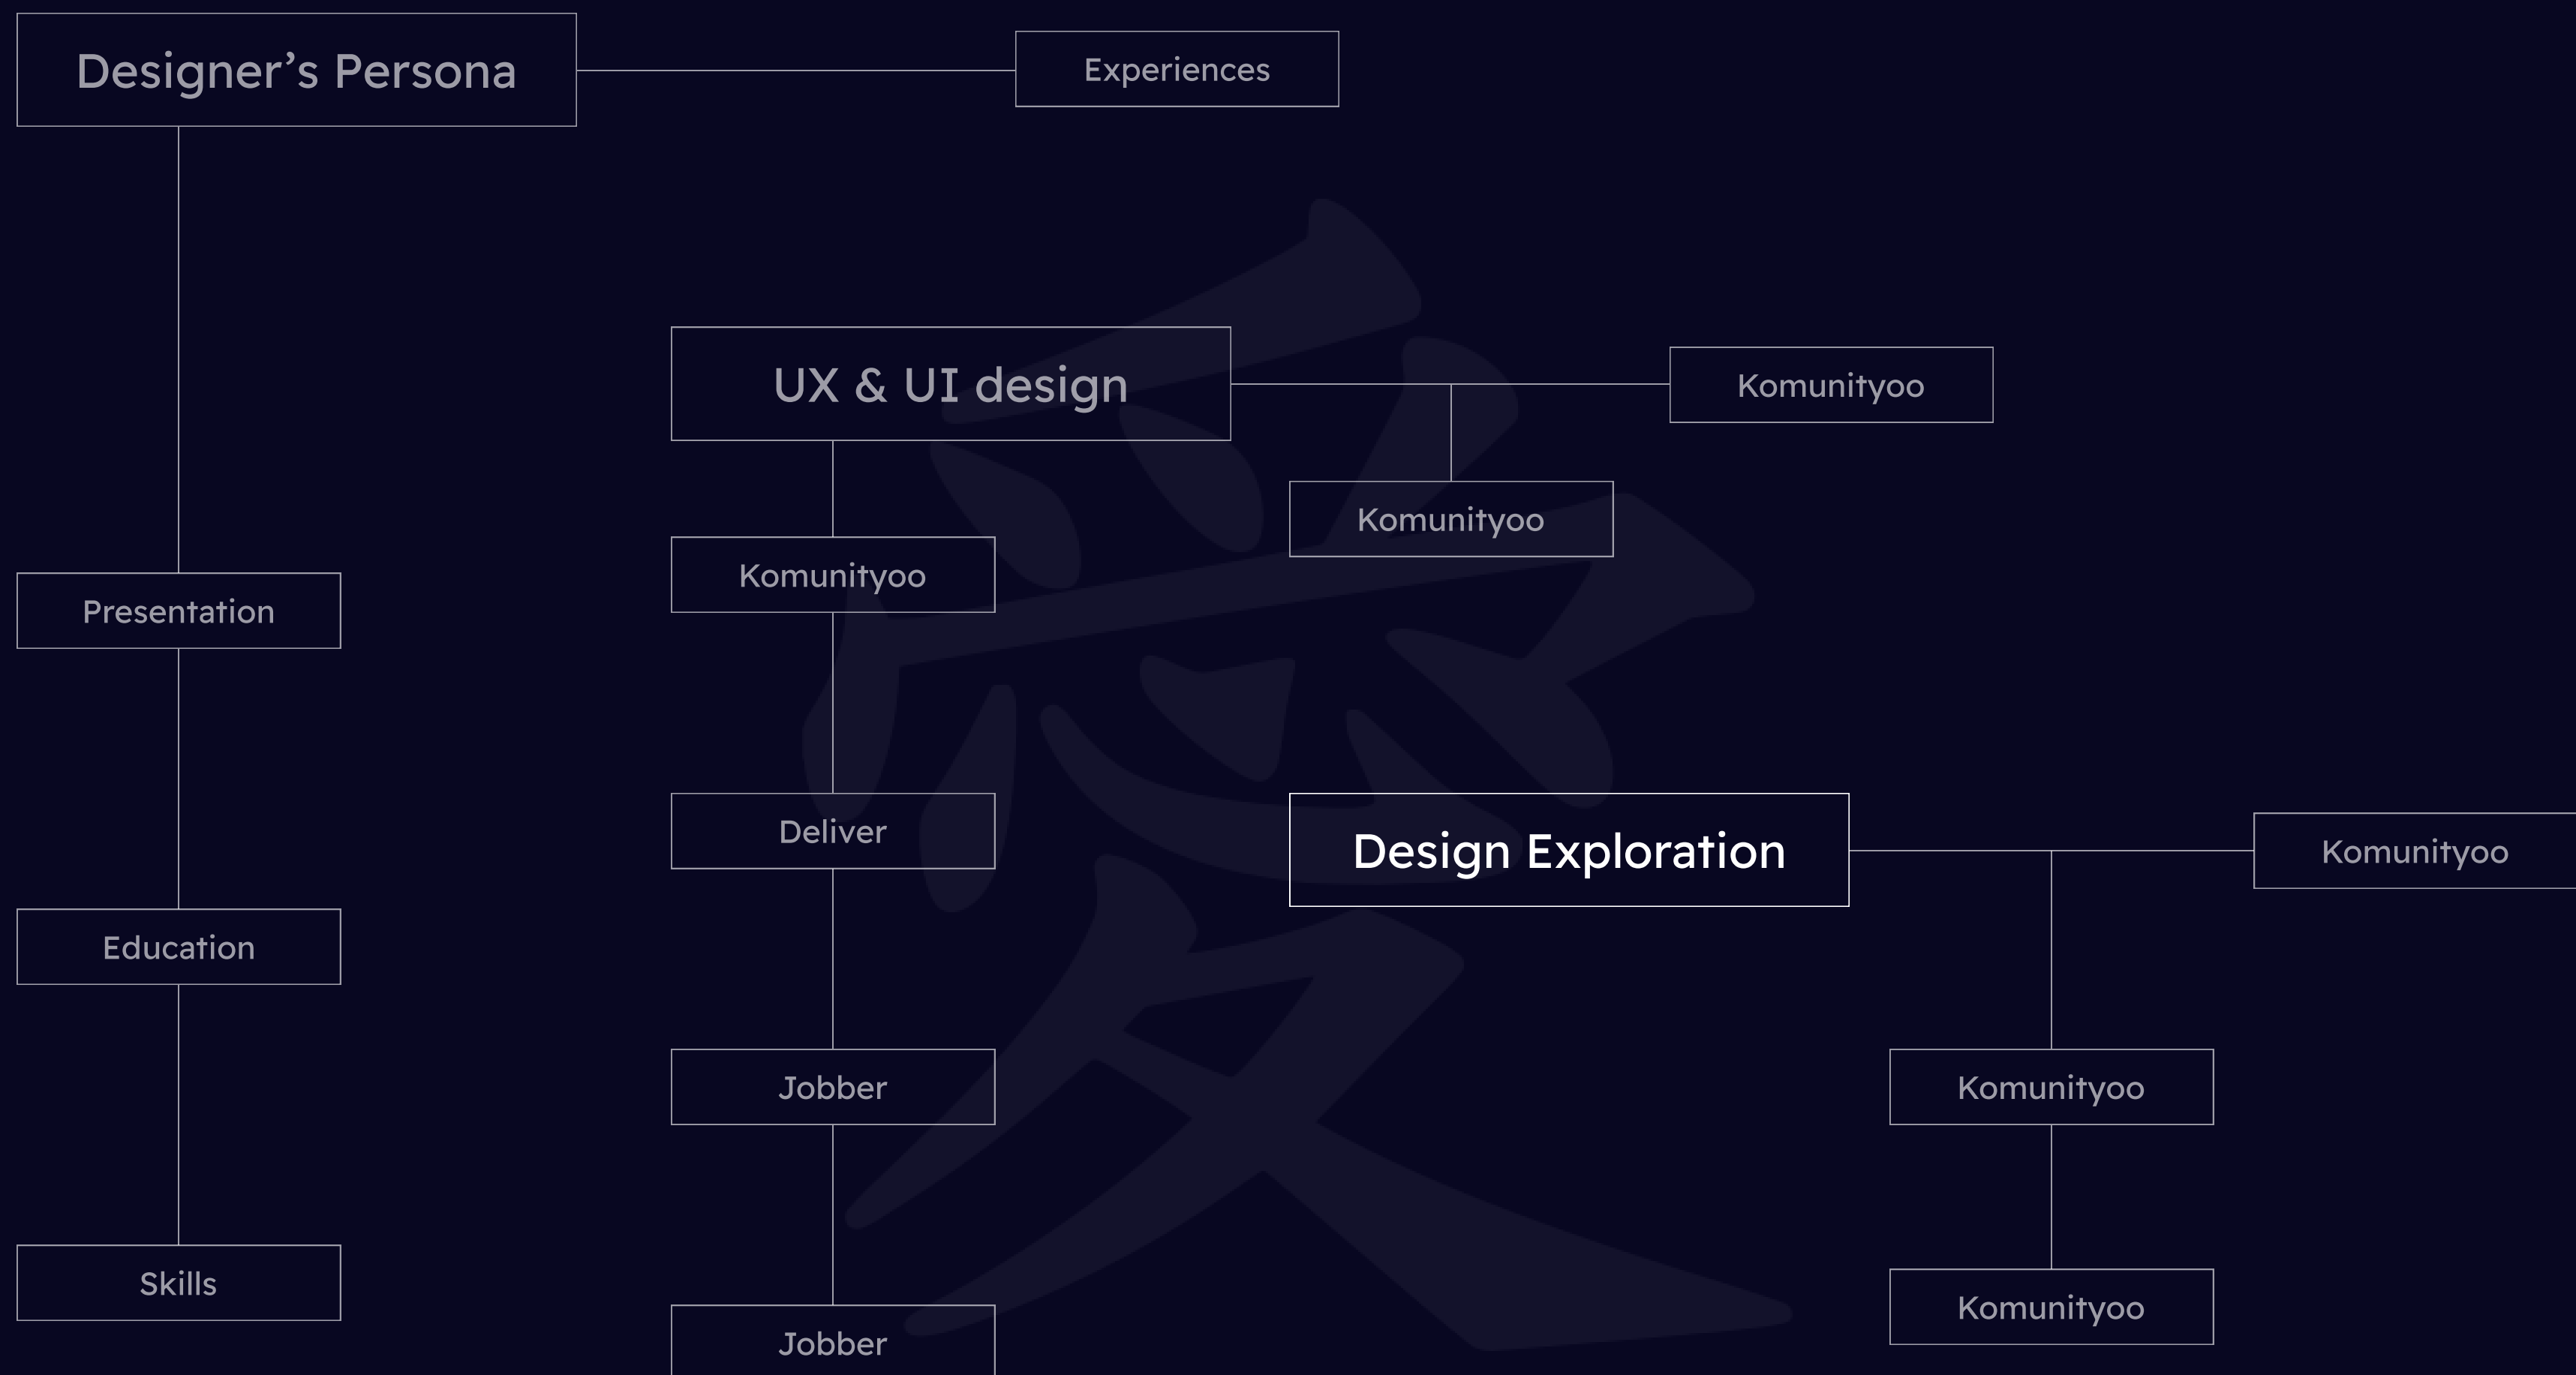 Designer’s Persona
Experiences
UX & UI design
Komunityoo
Komunityoo
Komunityoo
Presentation
Deliver
Design Exploration
Komunityoo
Education
Jobber
Komunityoo
Skills
Komunityoo
Jobber
愛